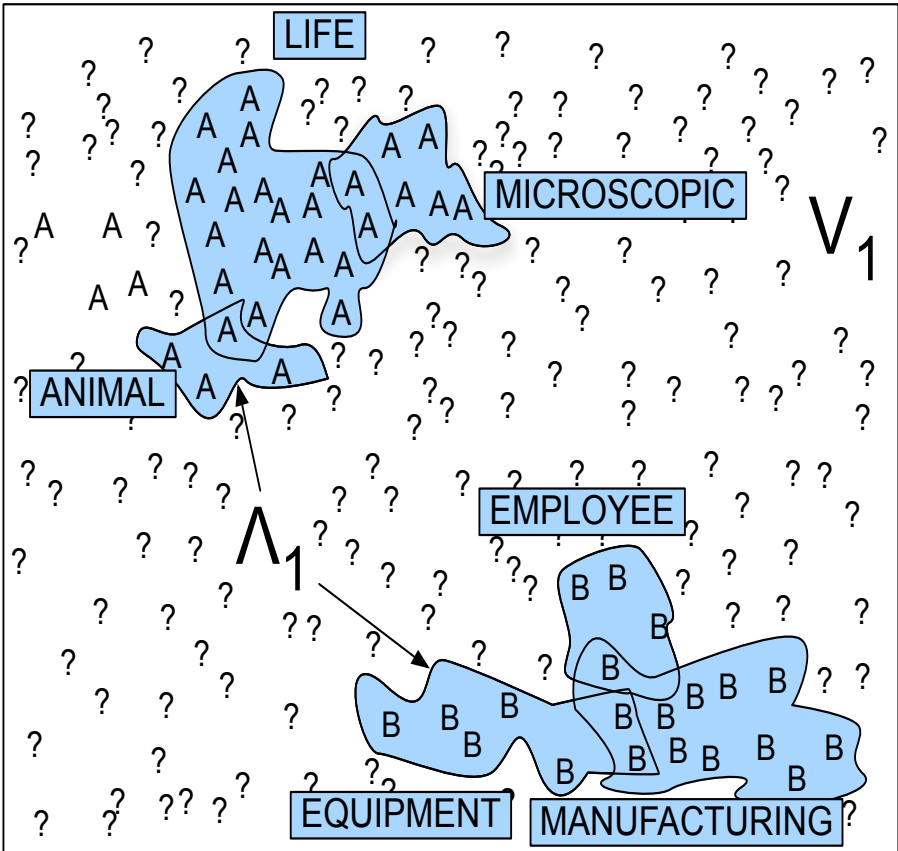 LIFE
MICROSCOPIC
V1
ANIMAL
Λ1
EMPLOYEE
EQUIPMENT
MANUFACTURING